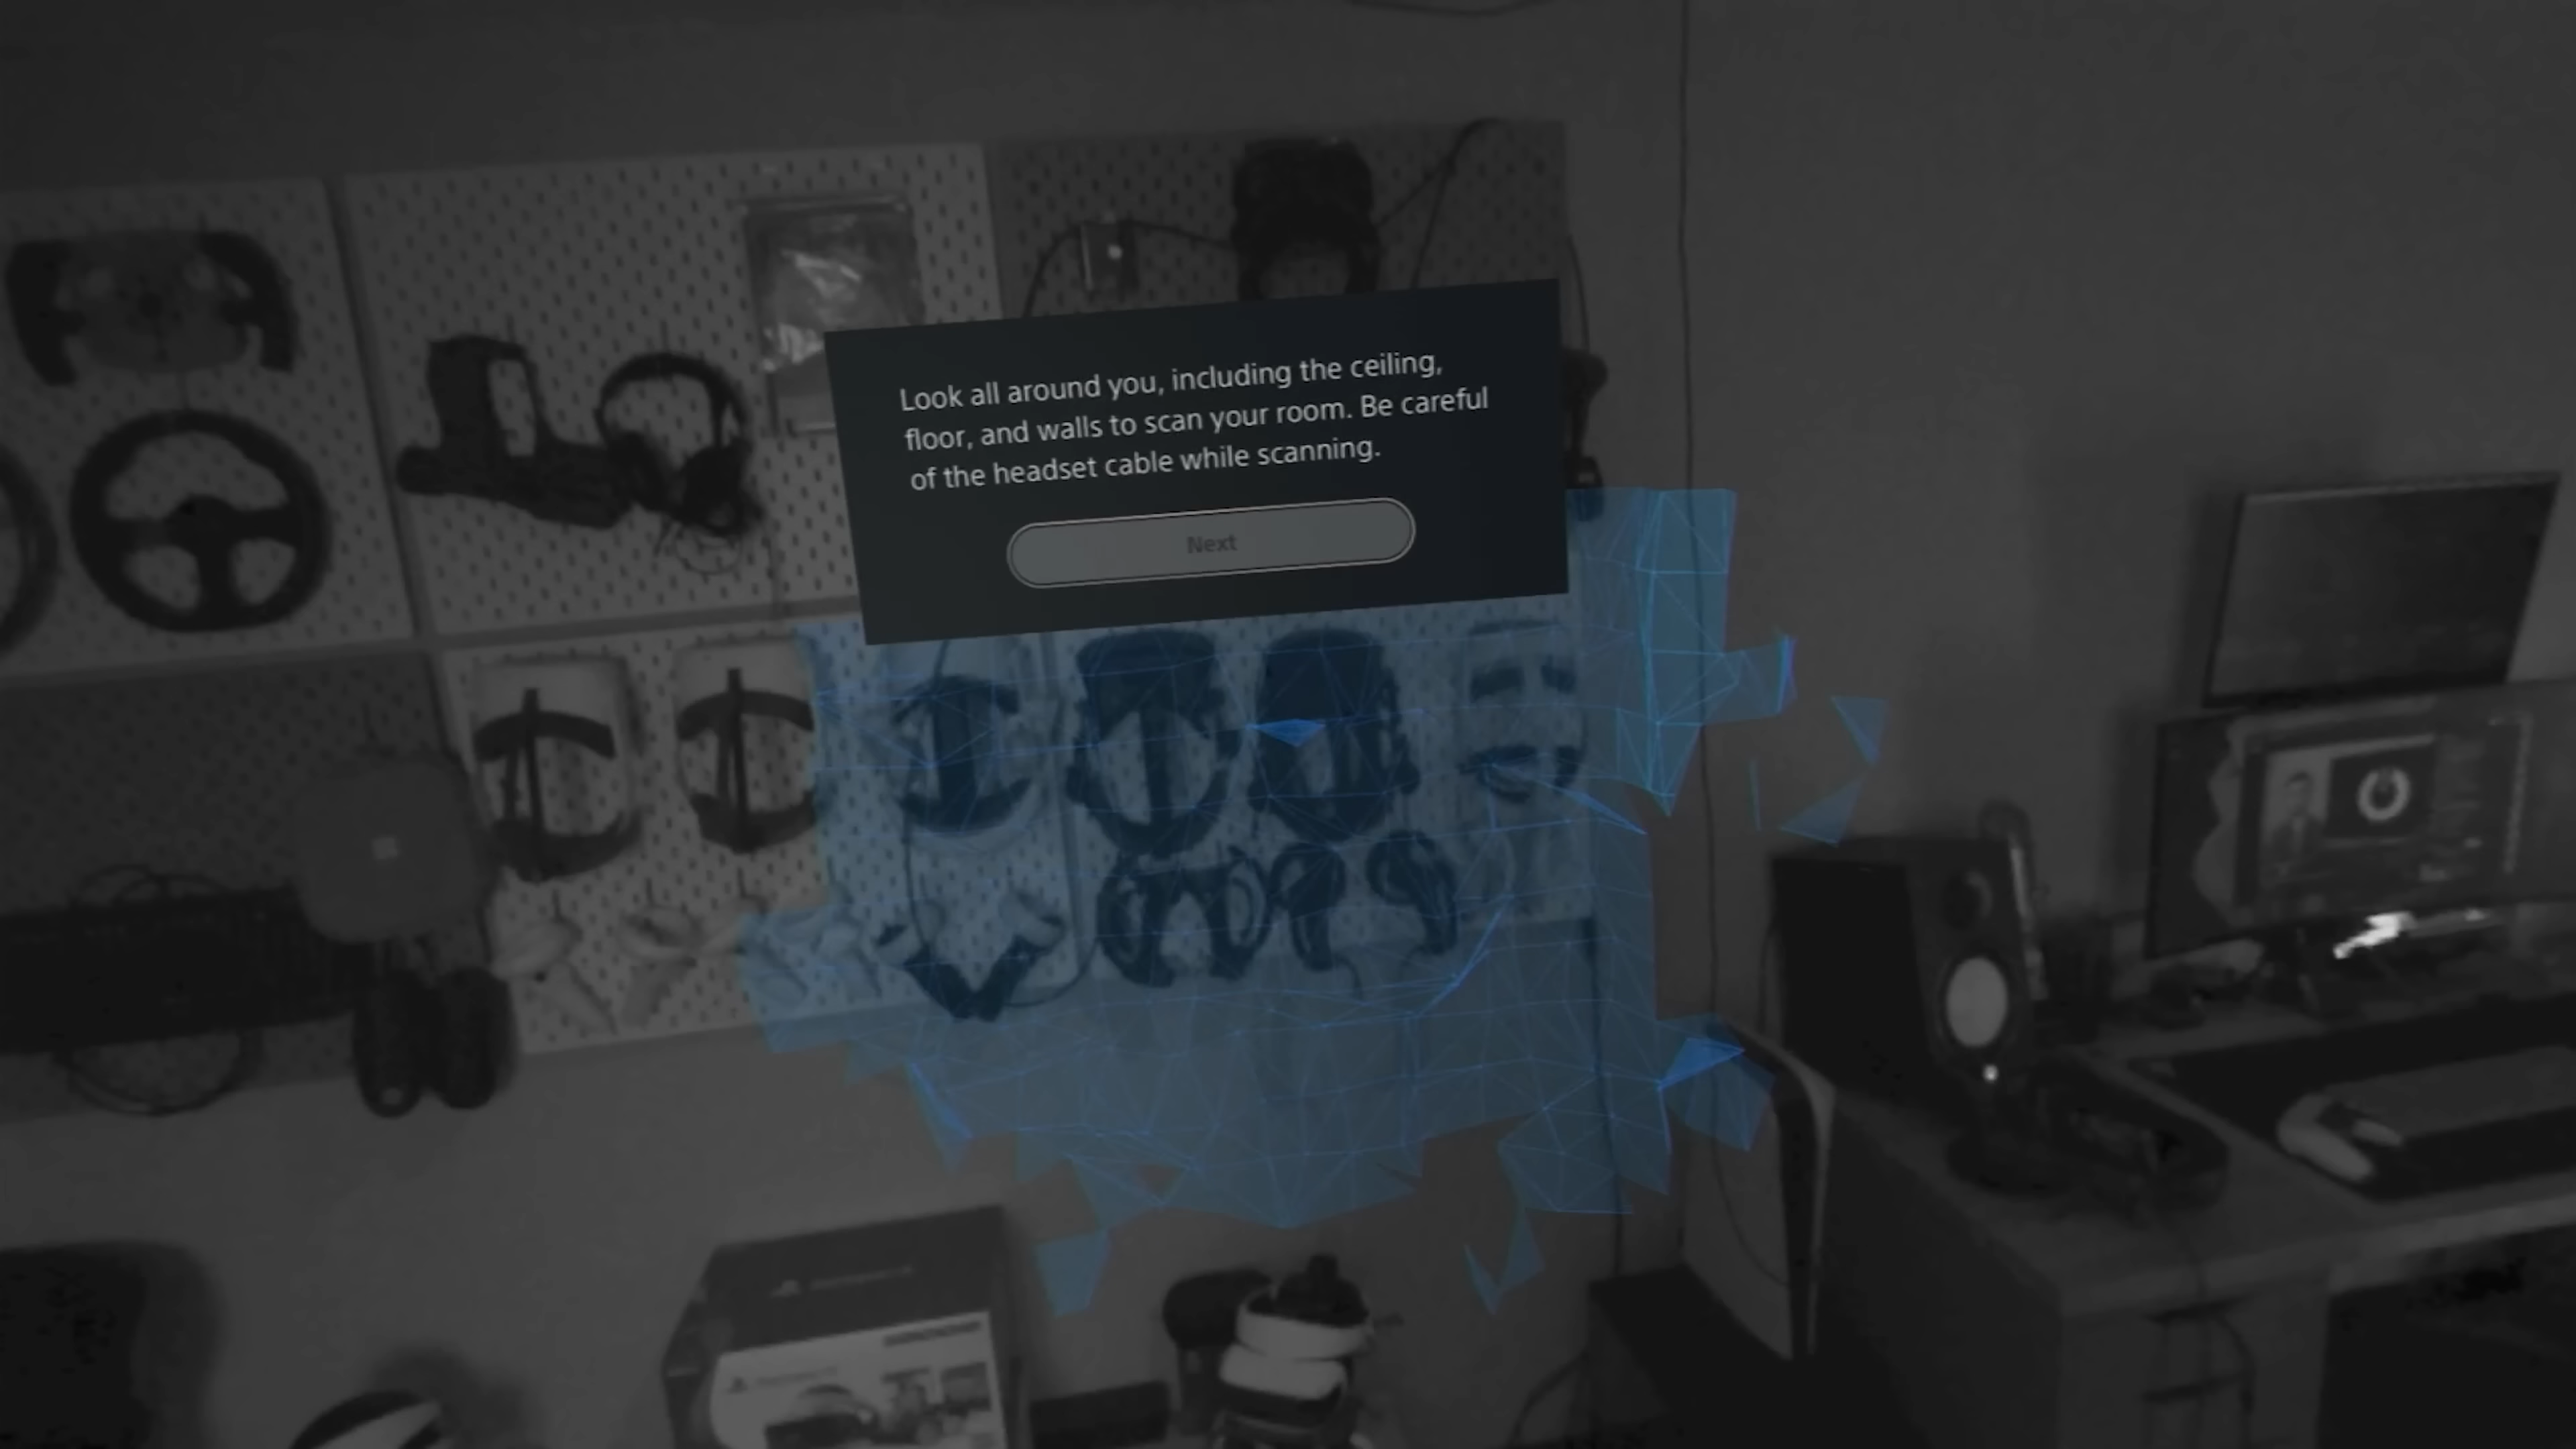 Look all around you, including the ceiling,
floor, and walls to scan your room. Be careful
of the headset cable while scanning.
Next